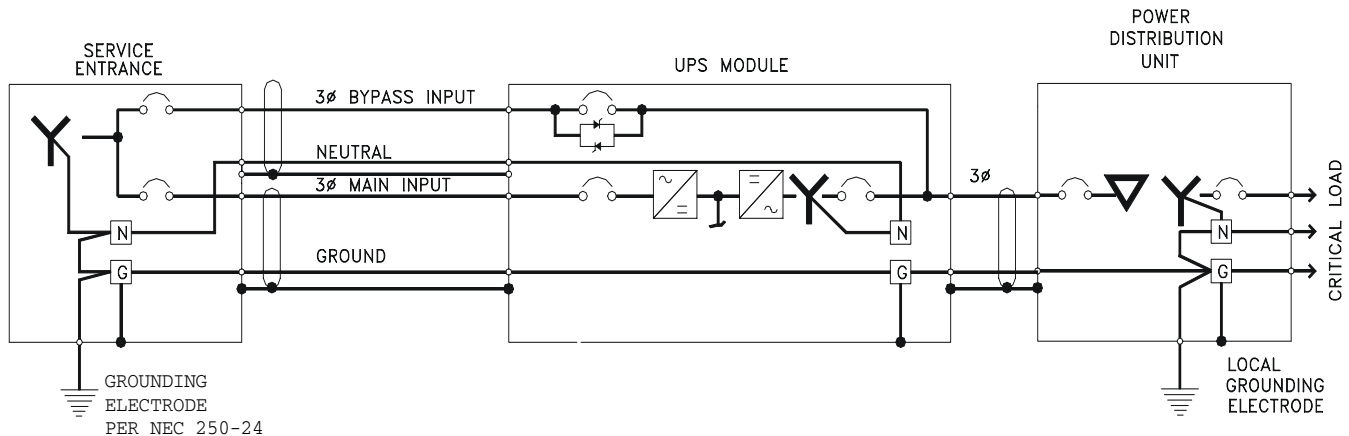 SERVICE
ENTRANCE
UPS MODULE
POWER
DISTRIBUTION
UNIT
3ø BYPASS INPUT
NEUTRAL
3ø MAIN INPUT
3ø
N
N
N
GROUND
G
G
G
CRITICAL LOAD
GROUNDING
ELECTRODE
PER NEC 250-24
LOCAL
GROUNDING
ELECTRODE